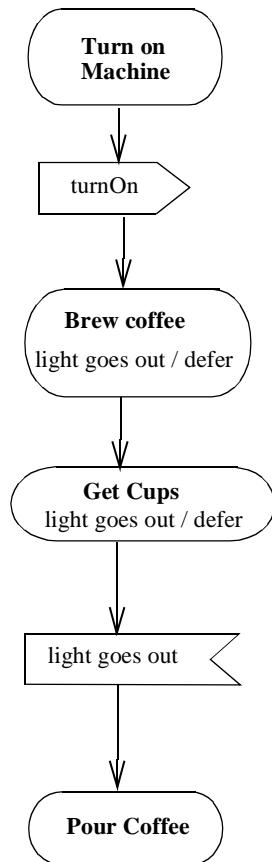 Turn on
Machine
turnOn
Brew coffee
light goes out / defer
Get Cups
light goes out / defer
light goes out
Pour Coffee